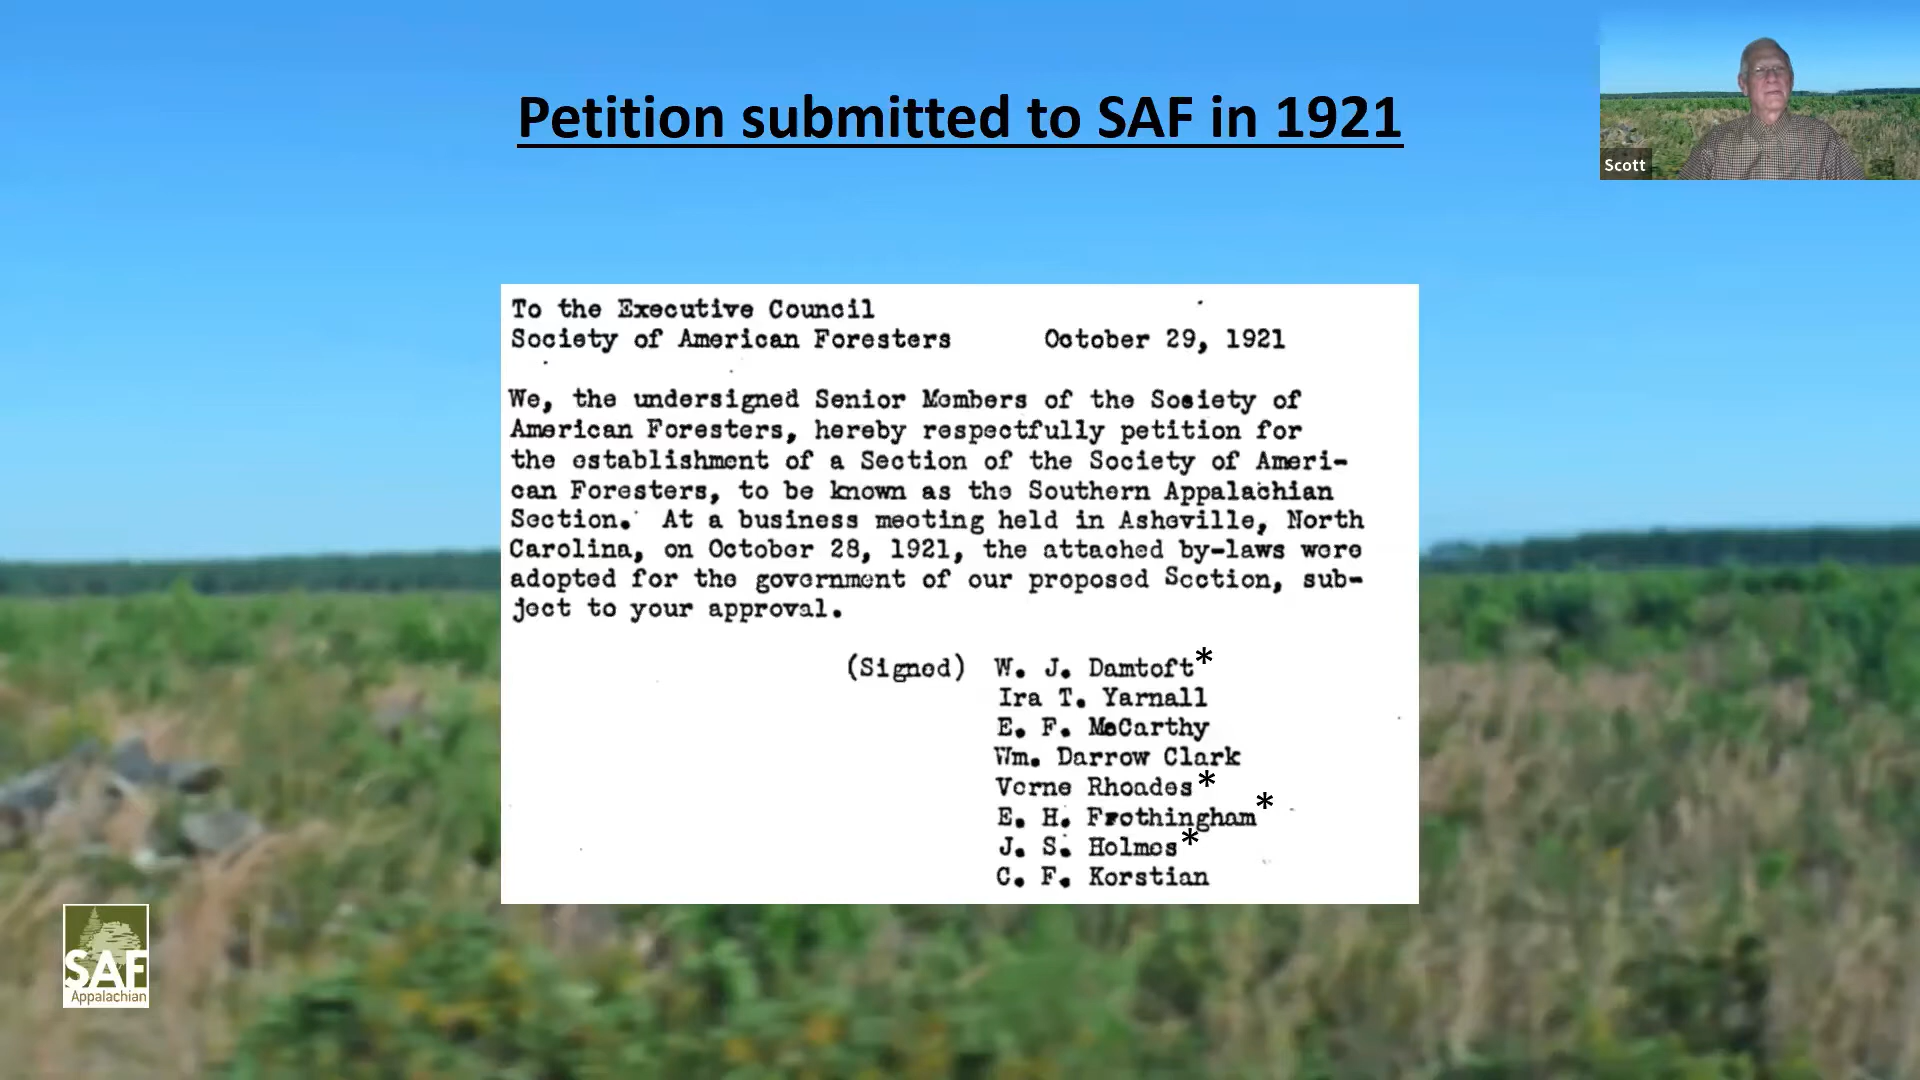 Petition submitted to SAF in 1921
Scott
To the Executive Council
Society of American Foresters October 29, 1921
We, the undersigned Senior Members of the Society of
American Foresters, hereby respectfully petition for
the establishment of a Section of the Society of Ameri-
can Foresters, to be known as the Southern Appalachian
Section. At a business meeting held in Asheville, North
Carolina, on October 28, 1921, the attached by-laws were
adopted for the government of our proposed Section, sub-
ject to your approval.
(Signed) W. J. Damtoft*
Ira T. Yarnall
E. F. McCarthy
Wm. Darrow Clark
Verne Rhoades*
E. H. Frothingham*
J. S. Holmes*
C. F. Korstian
SAF
Appalachian